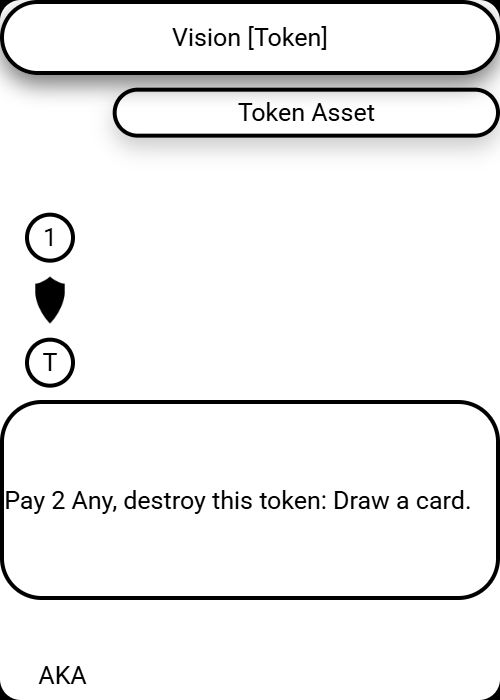 Vision [Token]
Token Asset
1
T
Pay 2 Any, destroy this token: Draw a card.
AKA